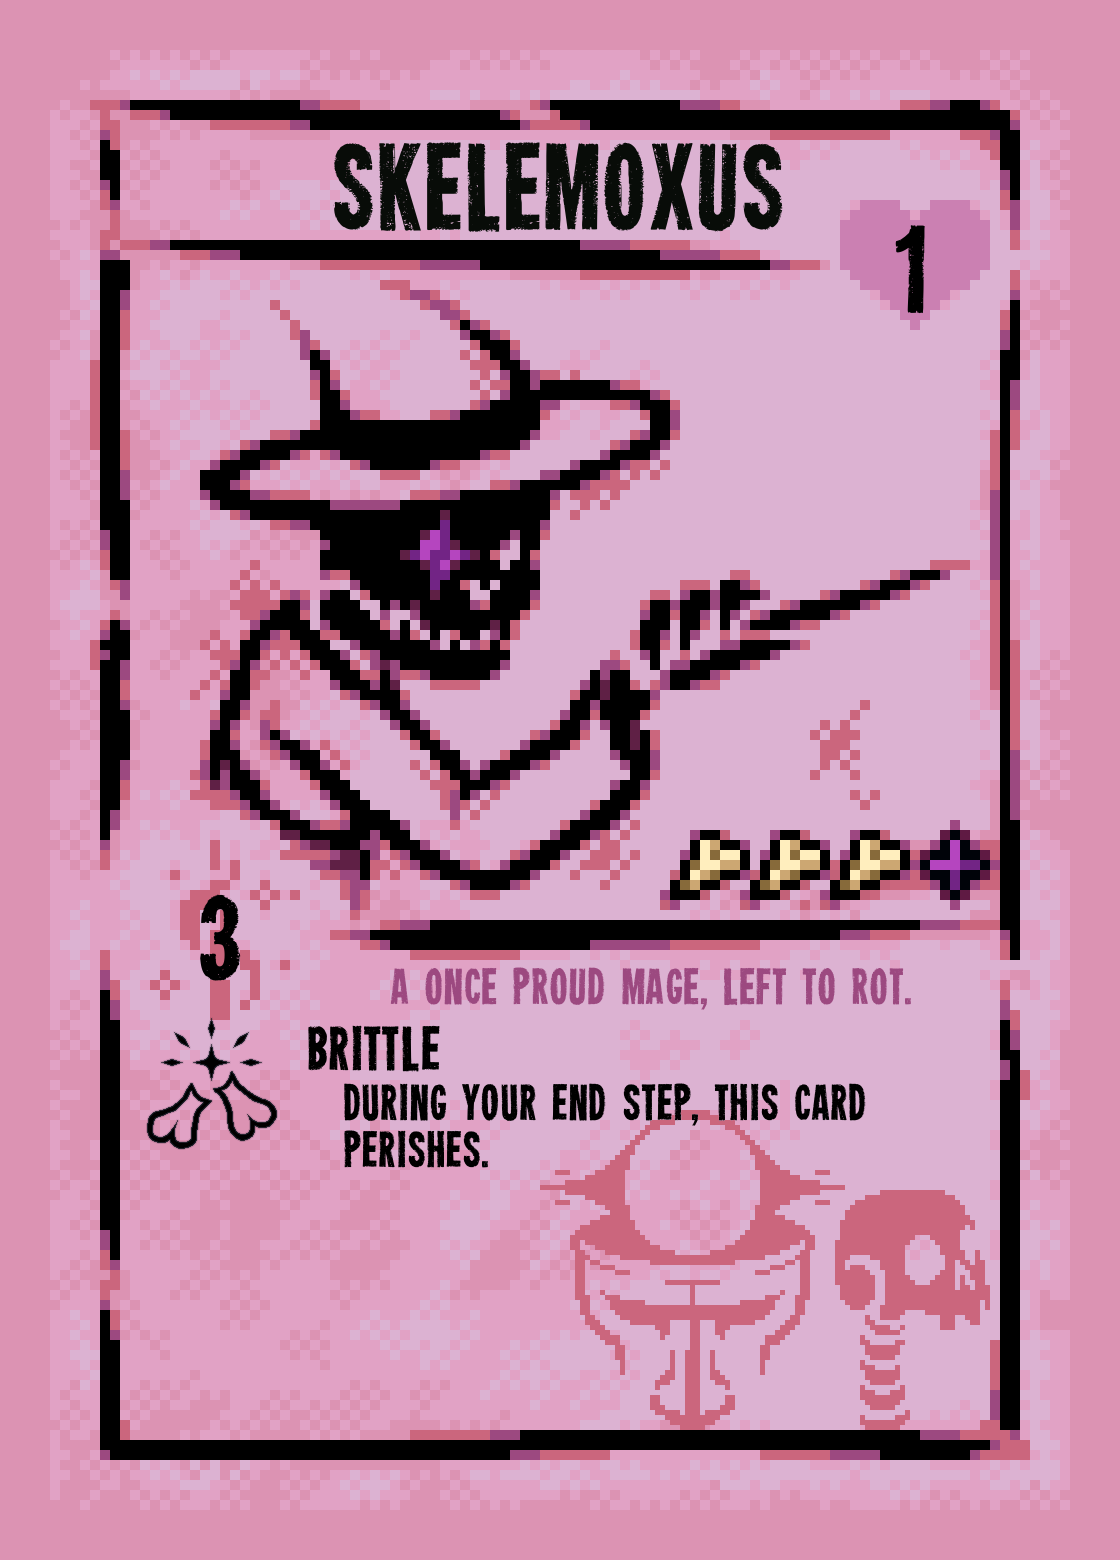 SKELEMOXUS
1
3
A ONCE PROUD MAGE, LEFT TO ROT.
BRITTLE
DURING YOUR END STEP, THIS CARD
PERISHES.